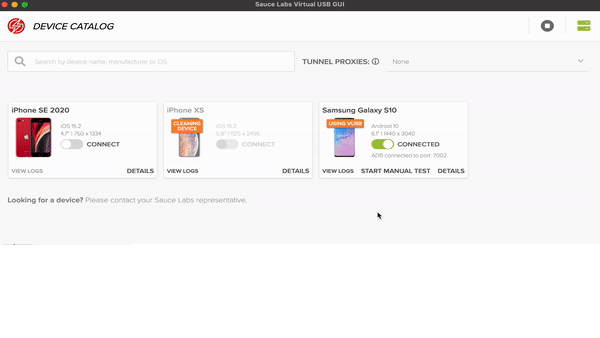 Sauce Labs Virtual USB GUI
DEVICE CATALOG
Search by device name, manufacturer or OS
TUNNEL PROXIES:
None
iPhone SE 2020
iOS 15.2
4.7" | 750 x 1334
CONNECT
VIEW LOGS
DETAILS
iPhone XS
CLEANING
DEVICE
iOS 15.2
5.8" | 1125 x 2436
CONNECT
VIEW LOGS
DETAILS
Samsung Galaxy S10
USING VUSB
Android 10
6.1" | 1440 x 3040
CONNECTED
ADB connected to port: 7002
VIEW LOGS
START MANUAL TEST
DETAILS
Looking for a device? Please contact your Sauce Labs representative.